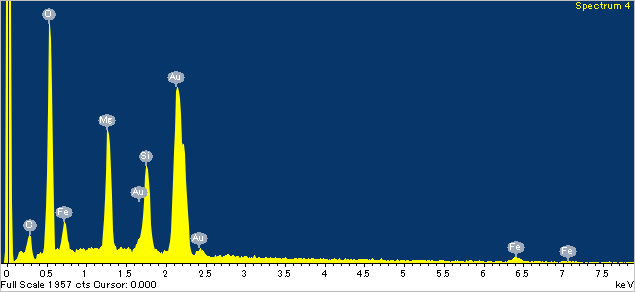 Spectrum 4
O
Au
Mg
Si
Au
Fe
C
Au
Fe
Fe
0 0.5 1 1.5 2 2.5 3 3.5 4 4.5 5 5.5 6 6.5 7 7.5
Full Scale 1957 cts Cursor: 0.000 keV